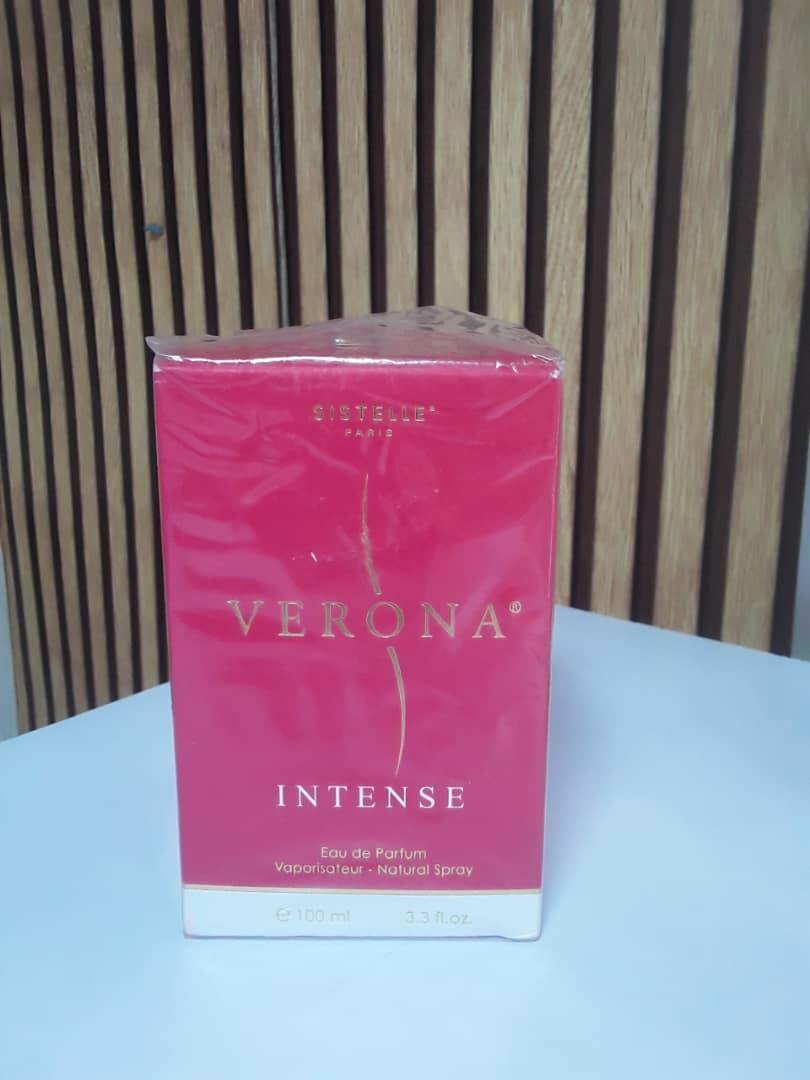 SISTELLE®
PARIS
VERONA®
INTENSE
Eau de Parfum
Vaporisateur - Natural Spray
℮ 100 ml 3.3 fl.oz.